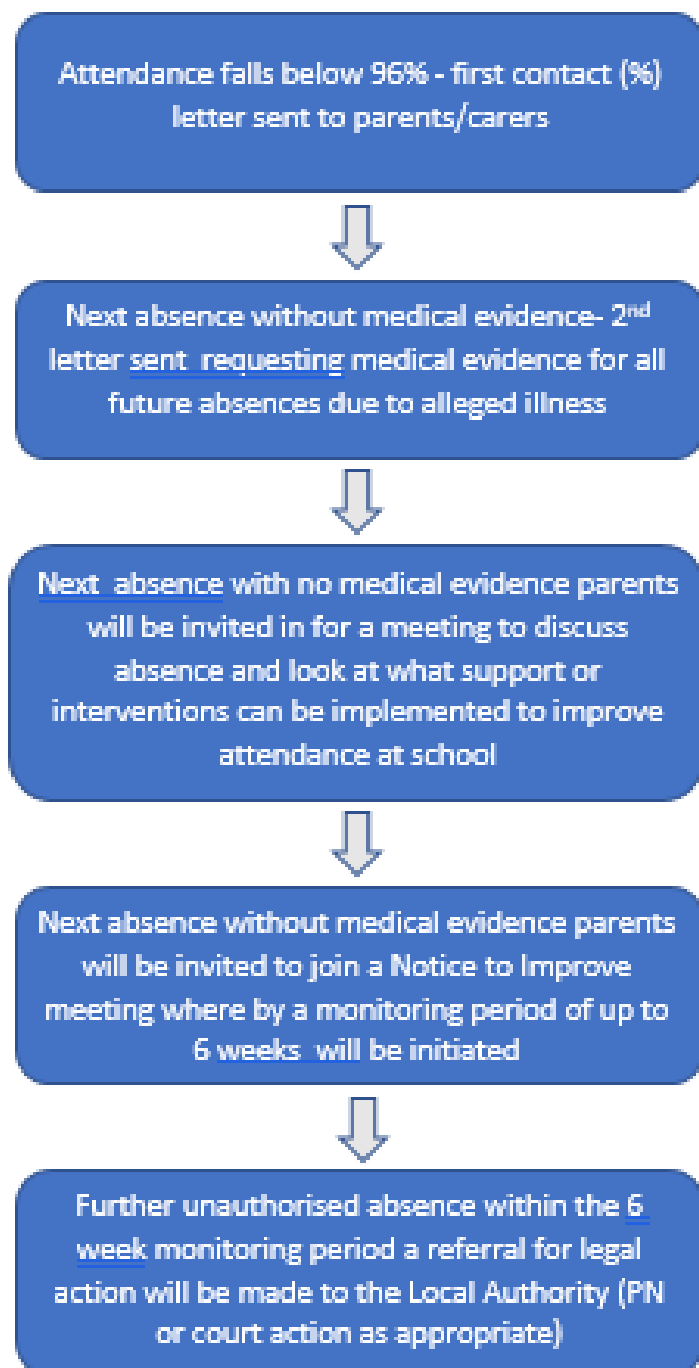 Attendance falls below 96% - first contact (%)
letter sent to parents/carers
Next absence without medical evidence- 2nd
letter sent requesting medical evidence for all
future absences due to alleged illness
Next absence with no medical evidence parents
will be invited in for a meeting to discuss
absence and look at what support or
interventions can be implemented to improve
attendance at school
Next absence without medical evidence parents
will be invited to join a Notice to Improve
meeting where by a monitoring period of up to
6 weeks will be initiated
Further unauthorised absence within the 6
week monitoring period a referral for legal
action will be made to the Local Authority (PN
or court action as appropriate)